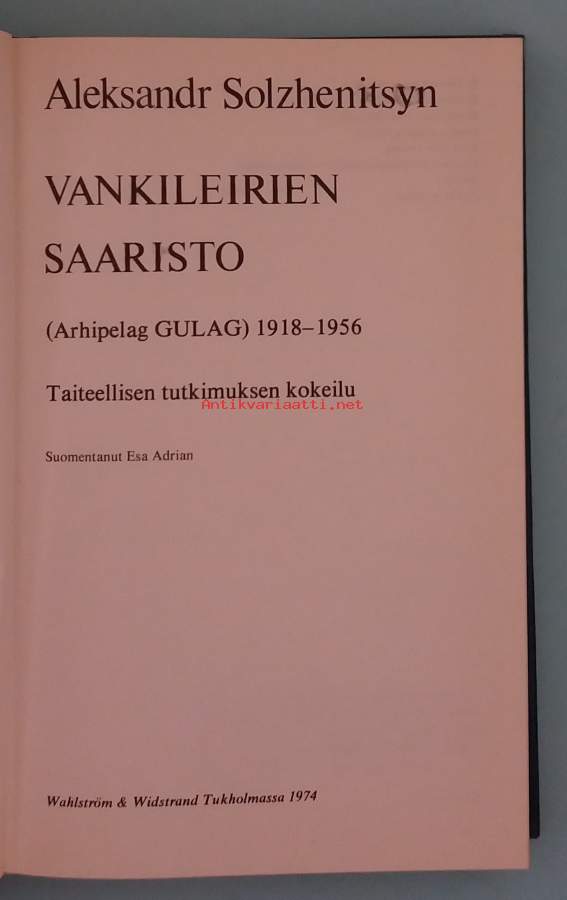 Aleksandr Solzhenitsyn
VANKILEIRIEN
SAARISTO
(Arhipelag GULAG) 1918–1956
Taiteellisen tutkimuksen kokeilu
Antikvariaatti.net
Suomentanut Esa Adrian
Wahlström & Widstrand Tukholmassa 1974